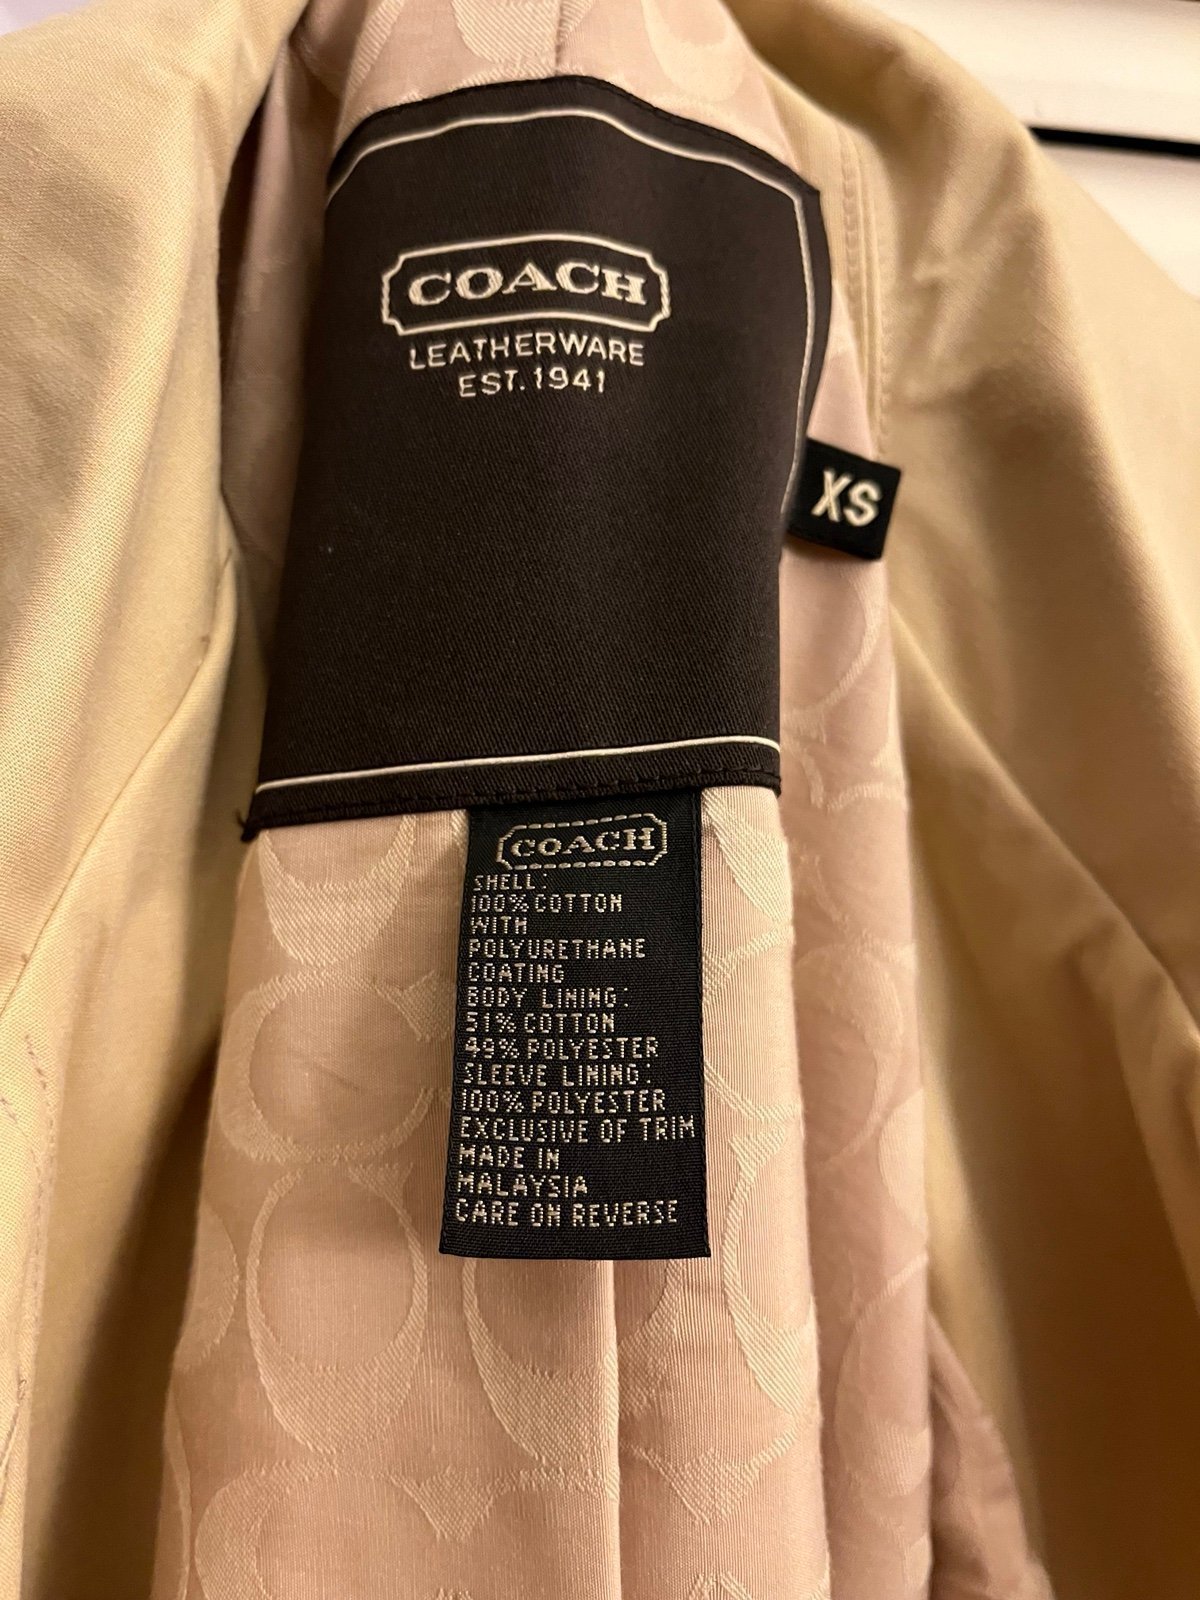 COACH
LEATHERWARE
EST. 1941
XS
COACH
SHELL:
100% COTTON
WITH
POLYURETHANE
COATING
BODY LINING:
51% COTTON
49% POLYESTER
SLEEVE LINING:
100% POLYESTER
EXCLUSIVE OF TRIM
MADE IN
MALAYSIA
CARE ON REVERSE